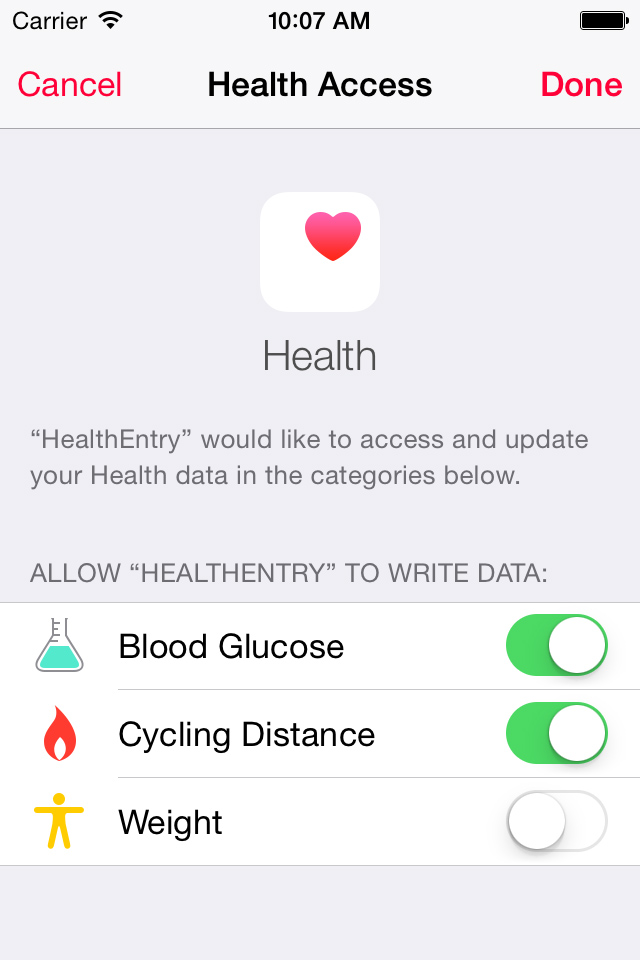 Carrier 10:07 AM
Cancel Health Access Done
Health
“HealthEntry” would like to access and update
your Health data in the categories below.
ALLOW “HEALTHENTRY” TO WRITE DATA:
Blood Glucose
Cycling Distance
Weight